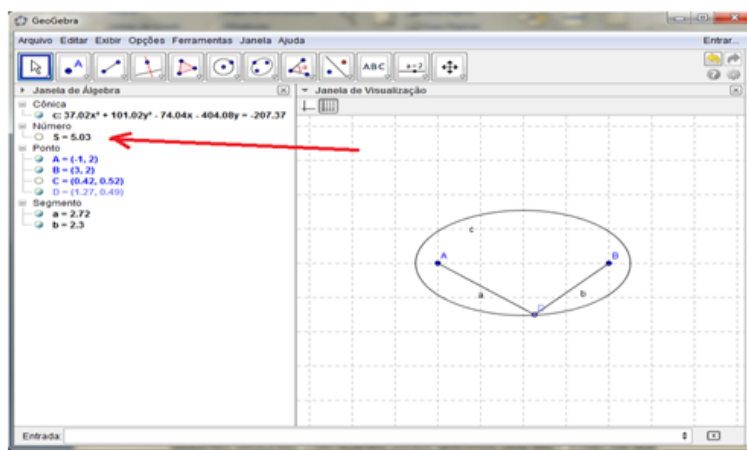 GeoGebra
Arquivo Editar Exibir Opções Ferramentas Janela Ajuda
Entrar...
A
ABC
a=2
Janela de Álgebra
Janela de Visualização
Cônica
c: 37.02x² + 101.02y² - 74.04x - 404.08y = -207.37
Número
S = 5.03
Ponto
A = (-1, 2)
B = (3, 2)
C = (0.42, 0.52)
D = (1.27, 0.49)
Segmento
a = 2.72
b = 2.3
c
A
B
a
b
D
Entrada: